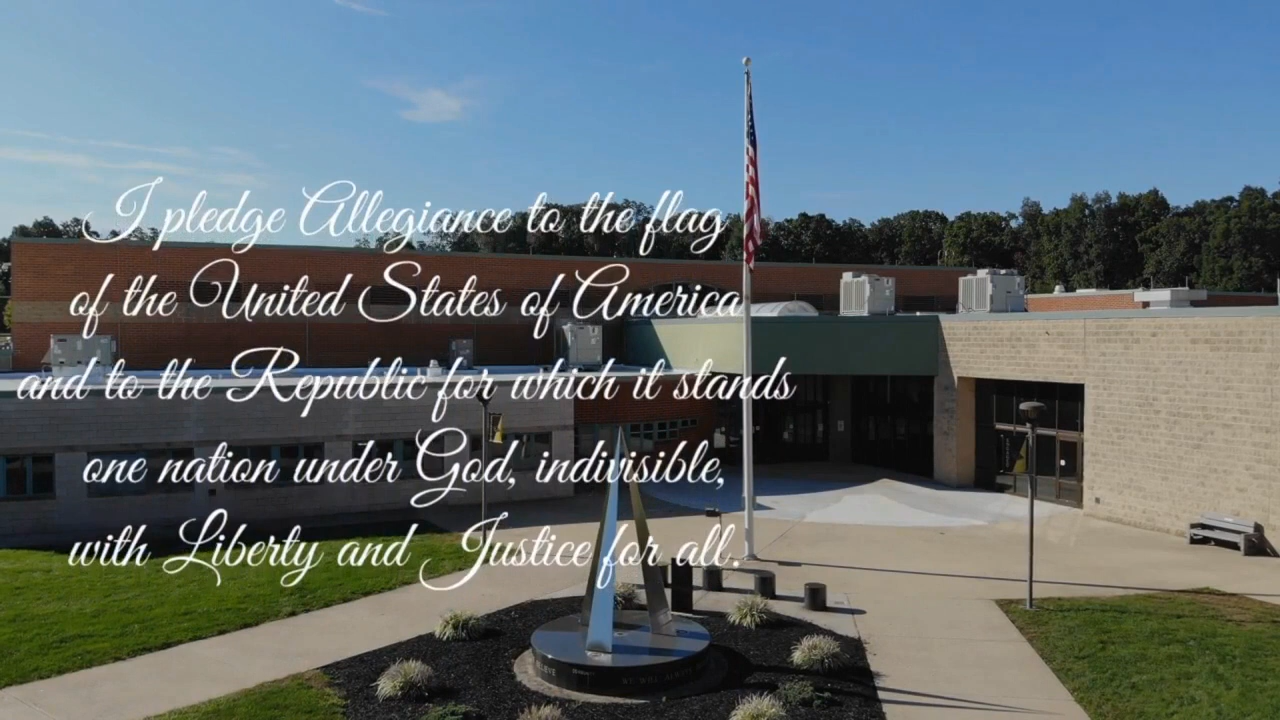 I pledge Allegiance to the flag
of the United States of America
and to the Republic for which it stands
one nation under God, indivisible,
with Liberty and Justice for all.